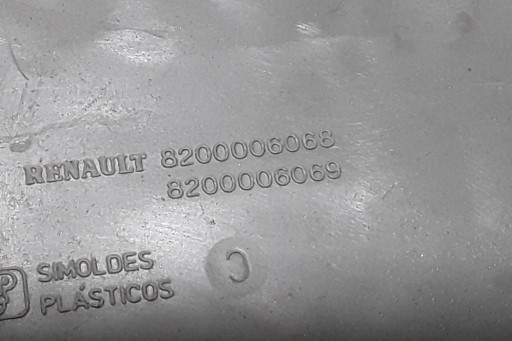 RENAULT 8200006068
8200006069
SIMOLDES
PLÁSTICOS